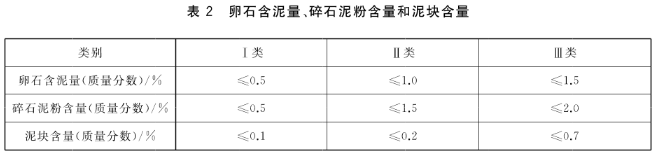 表 2 卵石含泥量、碎石泥粉含量和泥块含量
类别 Ⅰ类 Ⅱ类 Ⅲ类
卵石含泥量(质量分数)/% ≤0.5 ≤1.0 ≤1.5
碎石泥粉含量(质量分数)/% ≤0.5 ≤1.5 ≤2.0
泥块含量(质量分数)/% ≤0.1 ≤0.2 ≤0.7